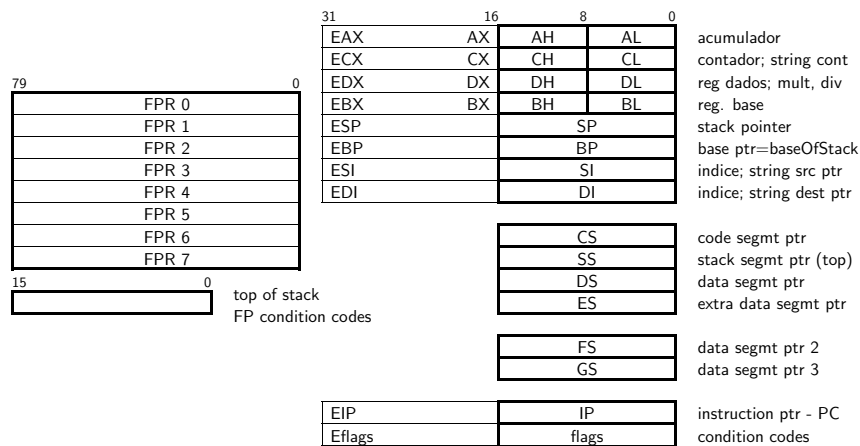 31 16 8 0
EAX AX AH AL acumulador
ECX CX CH CL contador; string cont
EDX DX DH DL reg dados; mult, div
EBX BX BH BL reg. base
ESP SP stack pointer
EBP BP base ptr=baseOfStack
ESI SI indice; string src ptr
EDI DI indice; string dest ptr
79 0
FPR 0
FPR 1
FPR 2
FPR 3
FPR 4
FPR 5
FPR 6
FPR 7
15 0
top of stack
FP condition codes
CS code segmt ptr
SS stack segmt ptr (top)
DS data segmt ptr
ES extra data segmt ptr
FS data segmt ptr 2
GS data segmt ptr 3
EIP IP instruction ptr - PC
Eflags flags condition codes